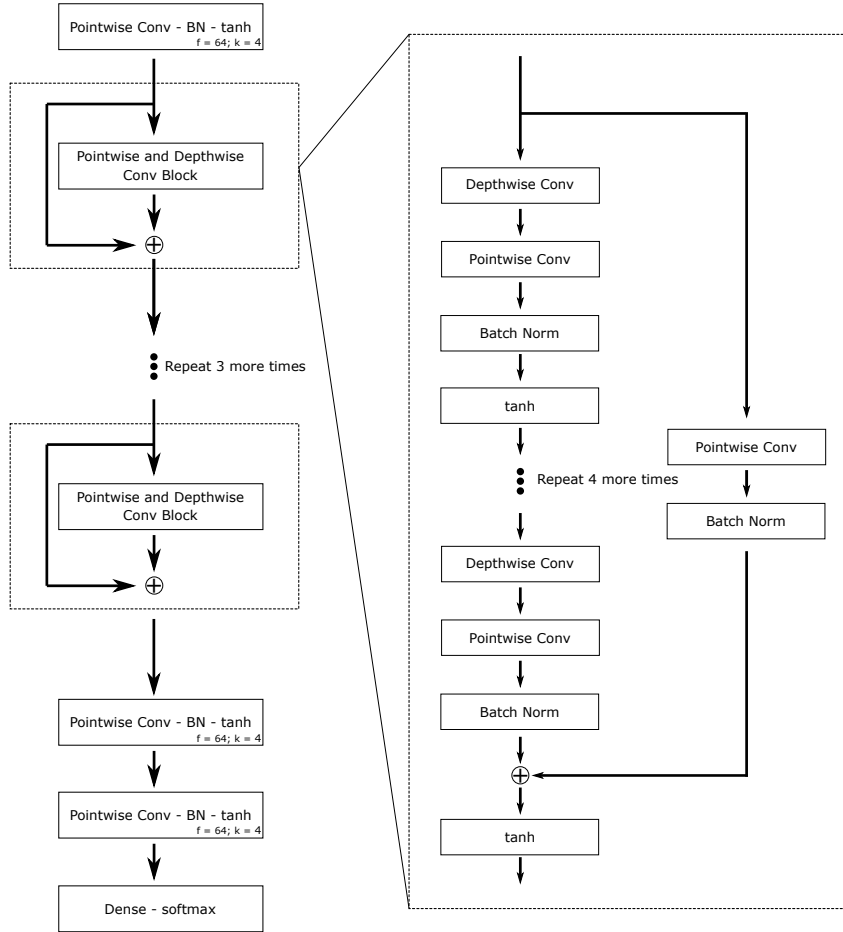 Pointwise Conv - BN - tanh
f = 64; k = 4
Pointwise and Depthwise
Conv Block
Repeat 3 more times
Pointwise and Depthwise
Conv Block
Pointwise Conv - BN - tanh
f = 64; k = 4
Pointwise Conv - BN - tanh
f = 64; k = 4
Dense - softmax
Depthwise Conv
Pointwise Conv
Batch Norm
tanh
Repeat 4 more times
Depthwise Conv
Pointwise Conv
Batch Norm
tanh
Pointwise Conv
Batch Norm